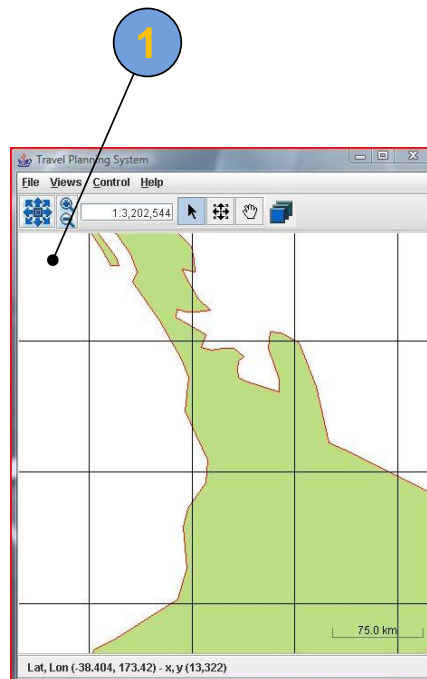 1
Travel Planning System
File Views Control Help
1:3,202,544
75.0 km
Lat, Lon (-38.404, 173.42) - x, y (13,322)